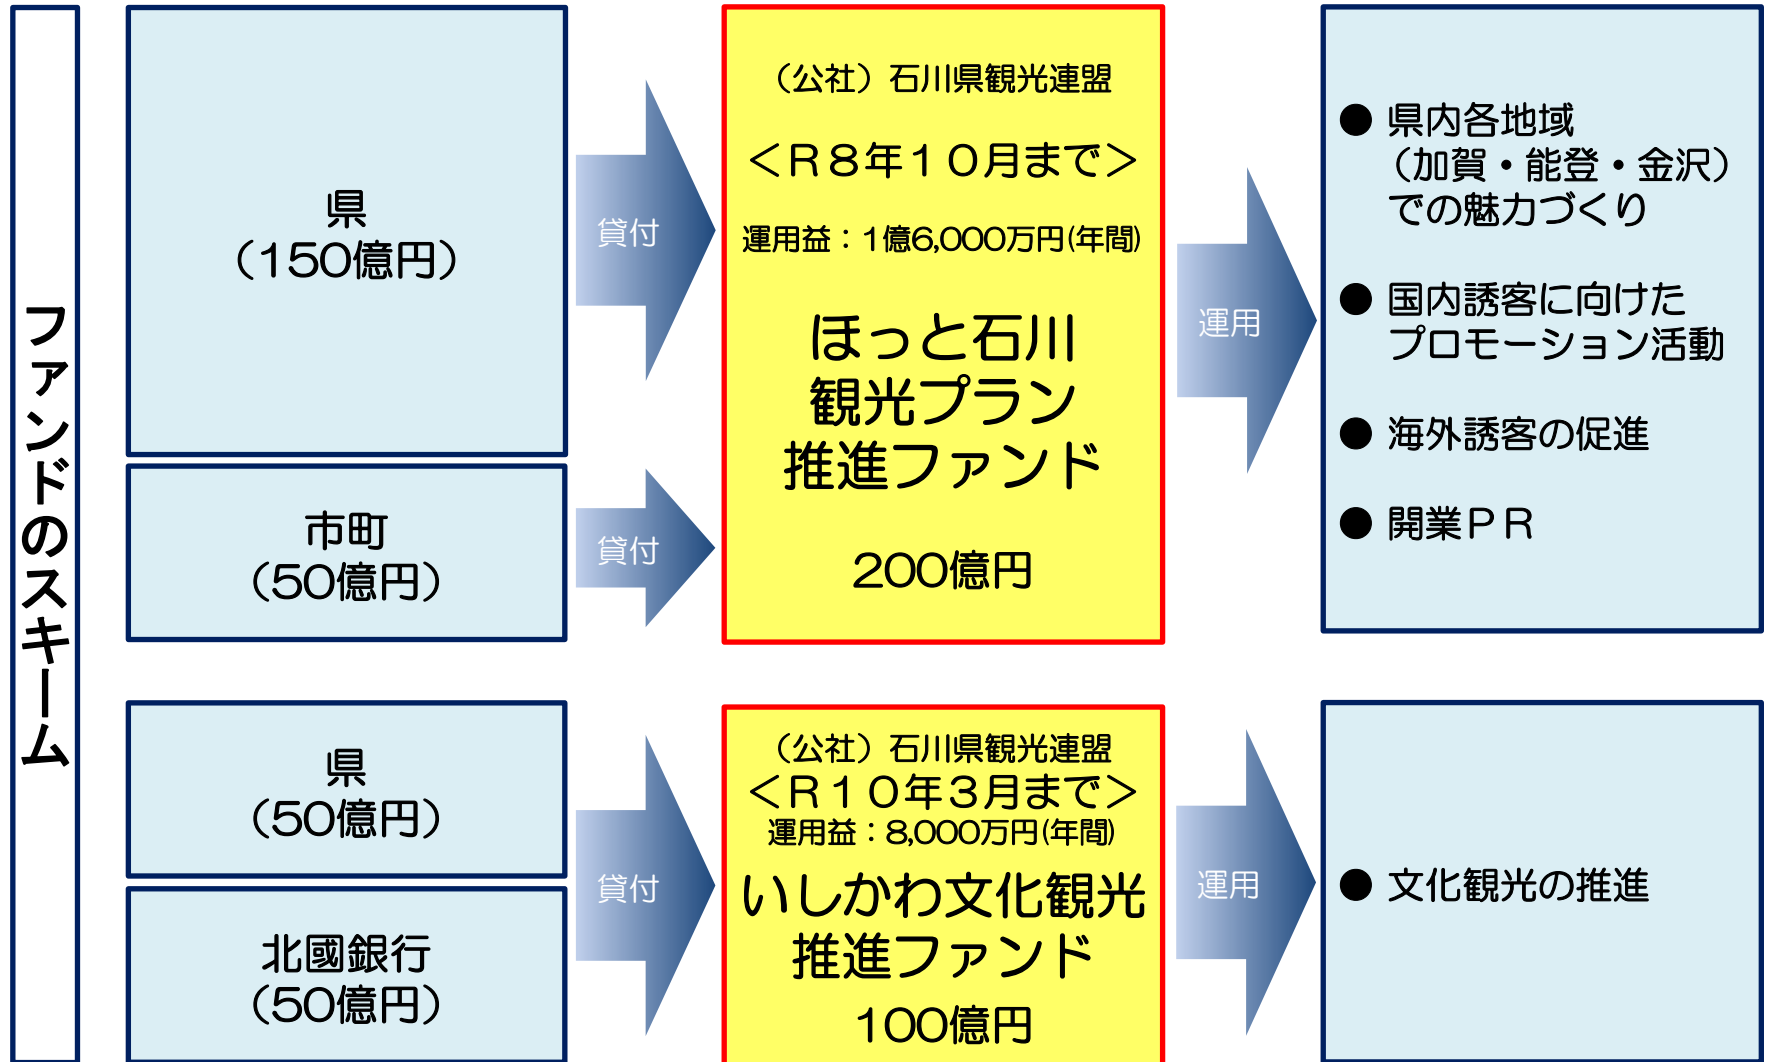 ファンドのスキーム
県
（150億円）
市町
（50億円）
貸付
貸付
（公社）石川県観光連盟
＜Ｒ８年１０月まで＞
運用益：１億6,000万円(年間)
ほっと石川
観光プラン
推進ファンド
200億円
運用
● 県内各地域
（加賀・能登・金沢）
での魅力づくり
● 国内誘客に向けた
プロモーション活動
● 海外誘客の促進
● 開業ＰＲ
県
（50億円）
北國銀行
（50億円）
貸付
（公社）石川県観光連盟
＜Ｒ１０年３月まで＞
運用益：8,000万円(年間)
いしかわ文化観光
推進ファンド
100億円
運用
● 文化観光の推進